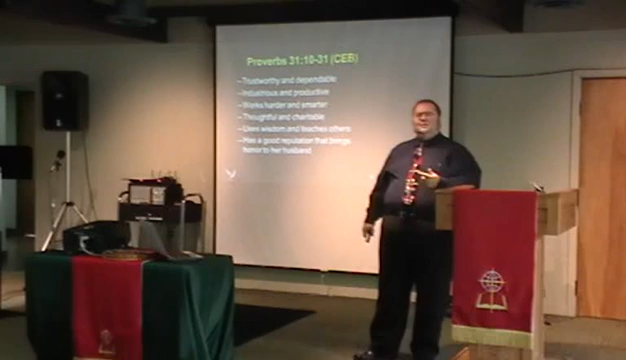 Proverbs 31:10-31 (CEB)
–Trustworthy and dependable
–Industrious and productive
–Works harder and smarter
–Thoughtful and charitable
–Uses wisdom and teaches others
–Has a good reputation that brings
honor to her husband